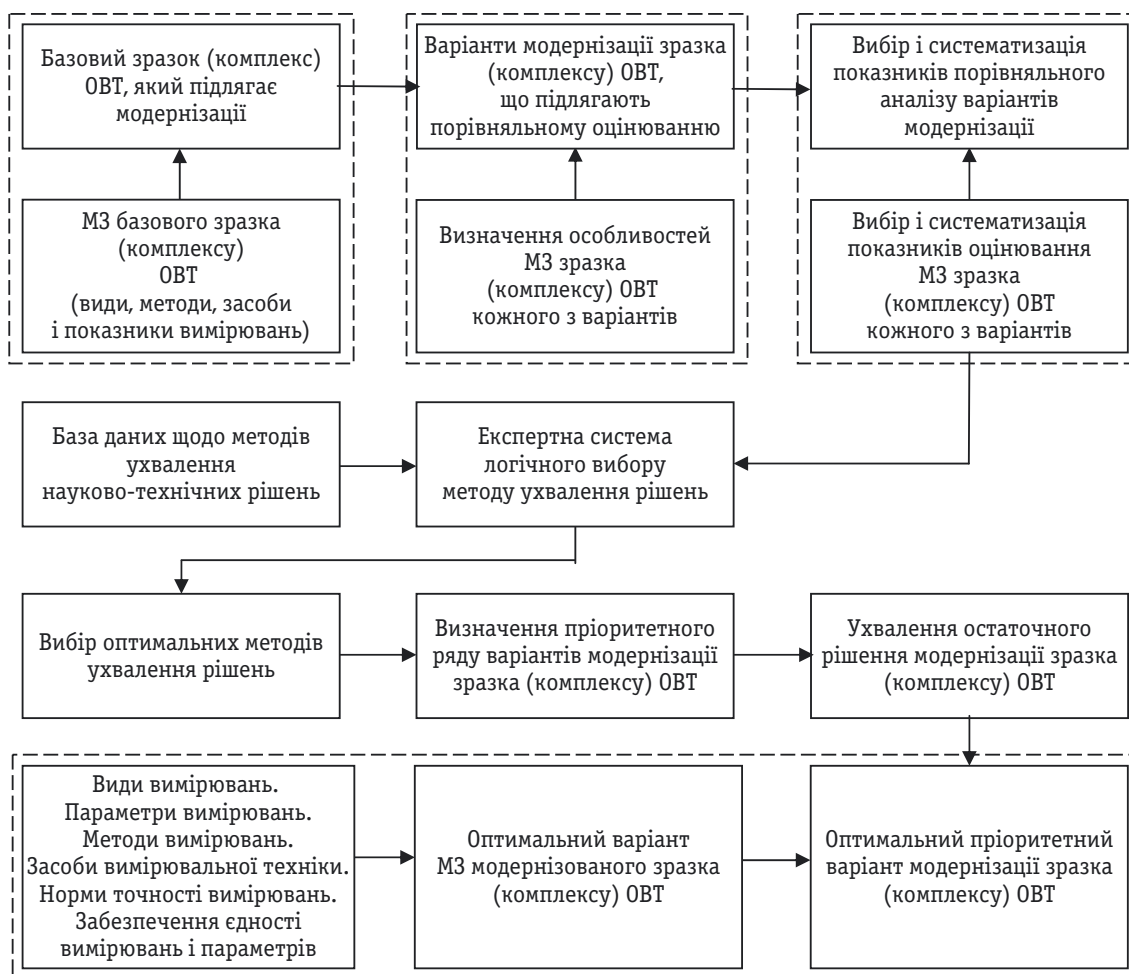 Базовий зразок (комплекс)
ОВТ, який підлягає
модернізації
Варіанти модернізації зразка
(комплексу) ОВТ,
що підлягають
порівняльному оцінюванню
Вибір і систематізація
показників порівняльного
аналізу варіантів
модернізації
МЗ базового зразка
(комплексу)
ОВТ
(види, методи, засоби
і показники вимірювань)
Визначення особливостей
МЗ зразка
(комплексу) ОВТ
кожного з варіантів
Вибір і систематізація
показників оцінювання
МЗ зразка
(комплексу) ОВТ
кожного з варіантів
База даних щодо методів
ухвалення
науково-технічних рішень
Експертна система
логічного вибору
методу ухвалення рішень
Вибір оптимальних методів
ухвалення рішень
Визначення пріоритетного
ряду варіантів модернізації
зразка (комплексу) ОВТ
Ухвалення остаточного
рішення модернізації зразка
(комплексу) ОВТ
Види вимірювань.
Параметри вимірювань.
Методи вимірювань.
Засоби вимірювальної техніки.
Норми точності вимірювань.
Забезпечення єдності
вимірювань і параметрів
Оптимальний варіант
МЗ модернізованого зразка
(комплексу) ОВТ
Оптимальний пріоритетний
варіант модернізації зразка
(комплексу) ОВТ